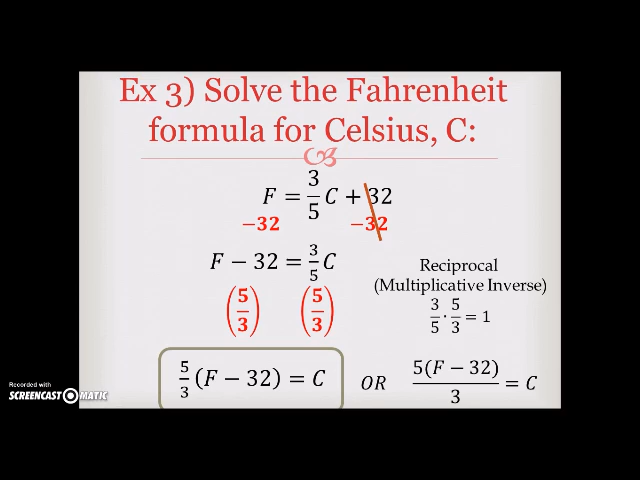 Ex 3) Solve the Fahrenheit
formula for Celsius, C:
F = 3/5 C + 32
−32 −32
F − 32 = 3/5 C
(5/3) (5/3)
Reciprocal
(Multiplicative Inverse)
3/5 · 5/3 = 1
5/3 (F − 32) = C OR 5(F − 32)/3 = C
Recorded with
SCREENCAST-O-MATIC